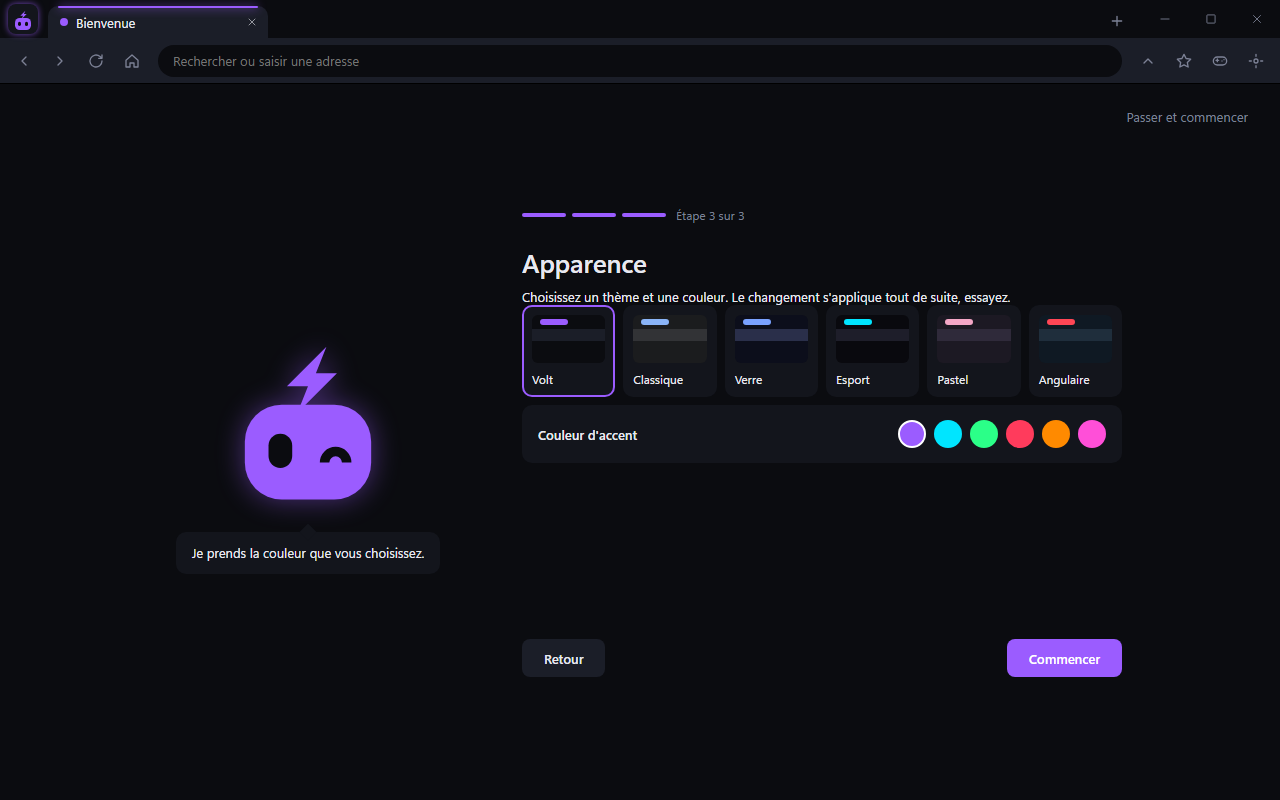 Bienvenue
Rechercher ou saisir une adresse
Passer et commencer
Étape 3 sur 3
Apparence
Choisissez un thème et une couleur. Le changement s'applique tout de suite, essayez.
Volt
Classique
Verre
Esport
Pastel
Angulaire
Couleur d'accent
Je prends la couleur que vous choisissez.
Retour
Commencer